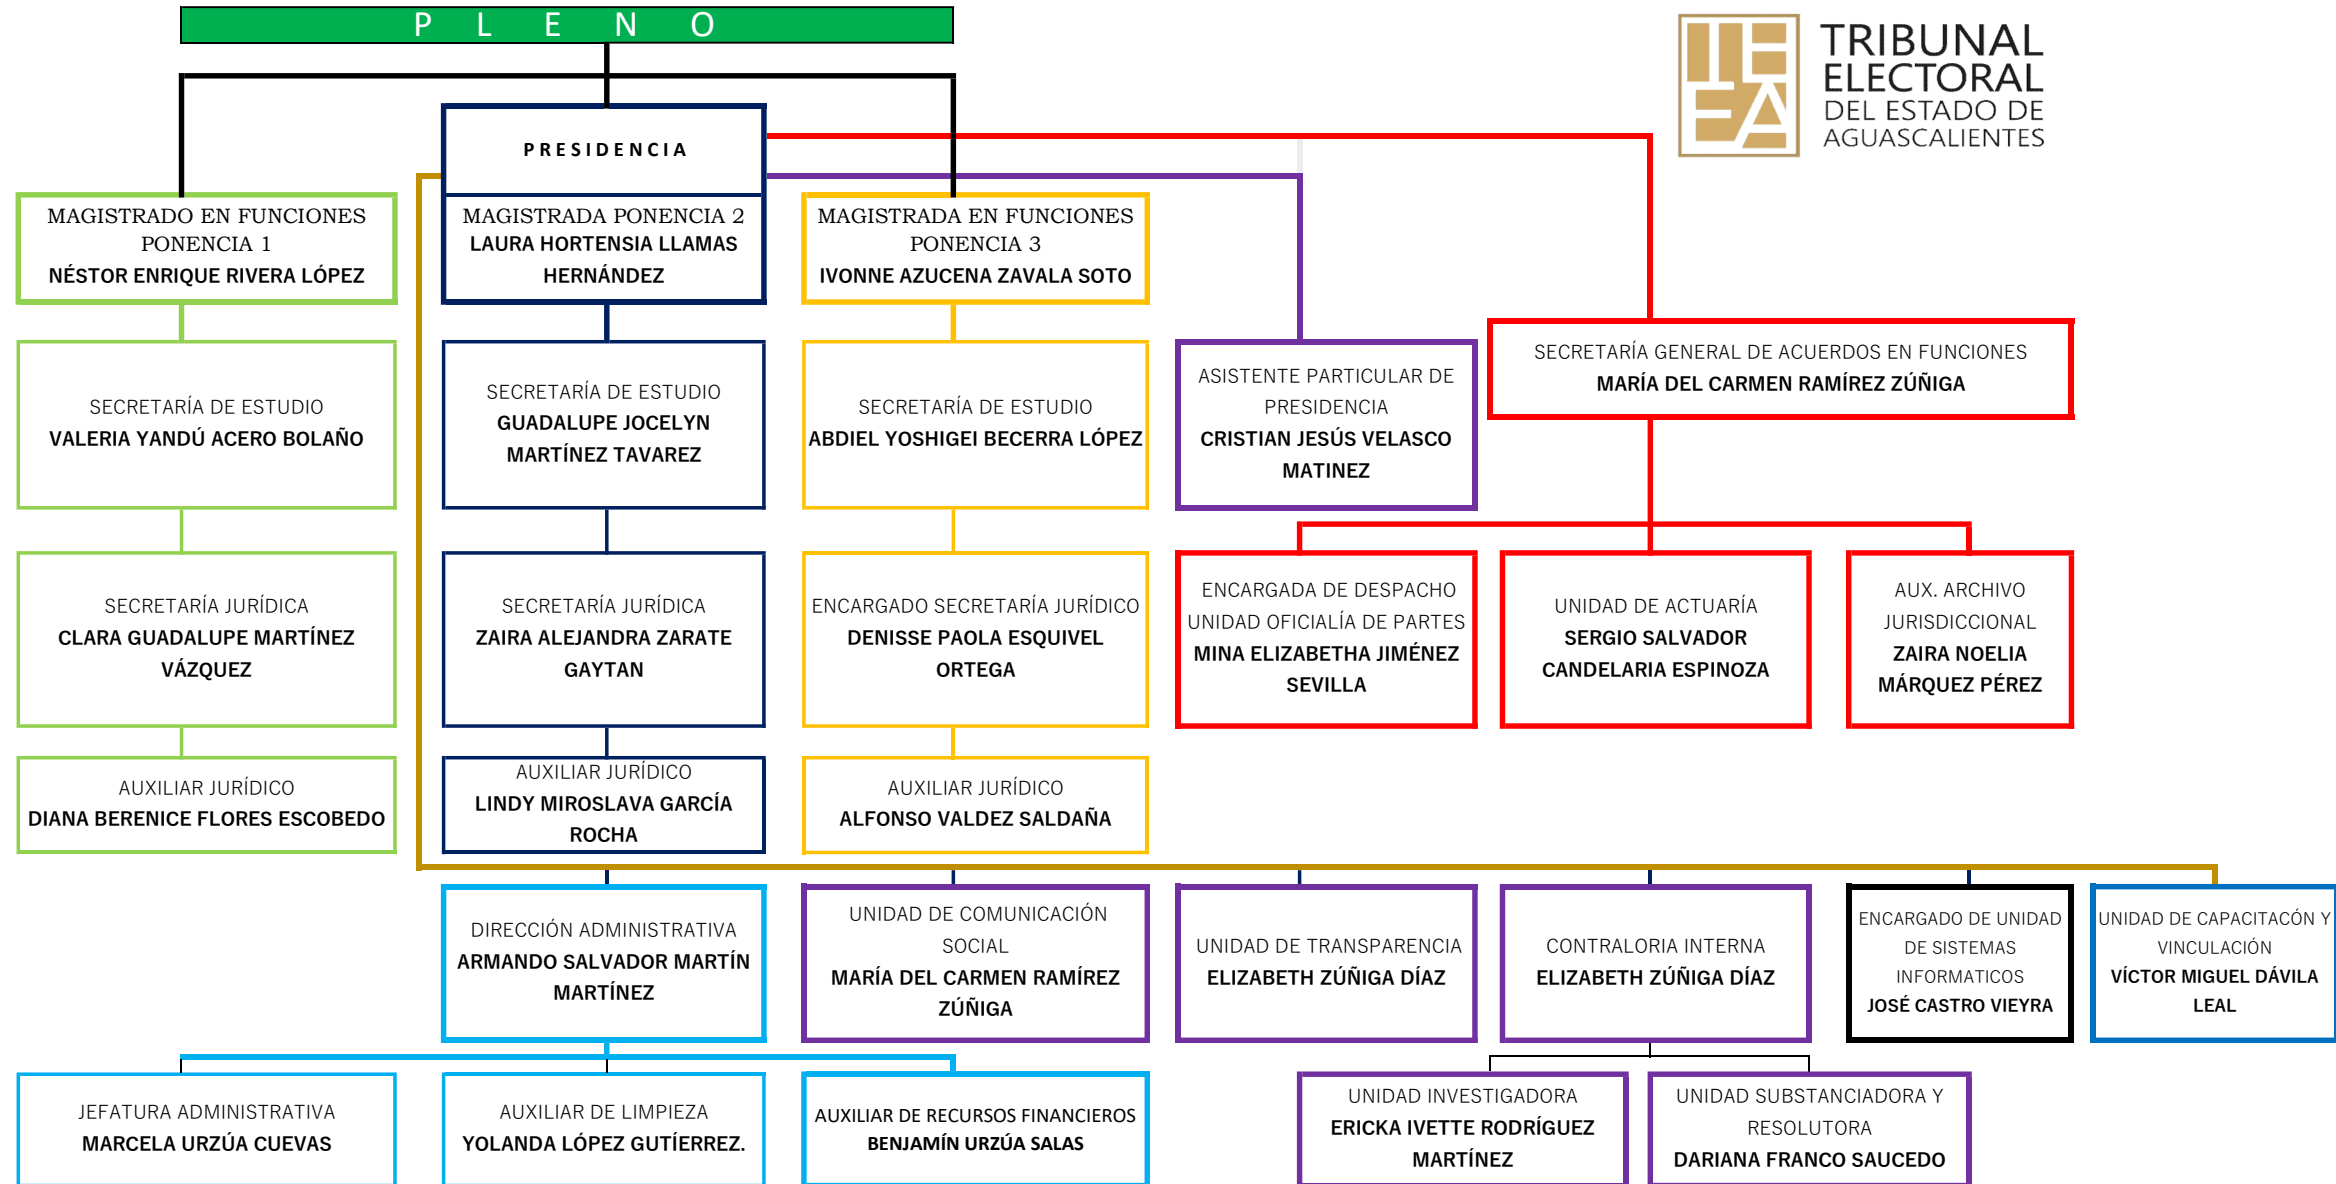 P L E N O
TRIBUNAL
ELECTORAL
DEL ESTADO DE
AGUASCALIENTES
PRESIDENCIA
MAGISTRADO EN FUNCIONES
PONENCIA 1
NÉSTOR ENRIQUE RIVERA LÓPEZ
MAGISTRADA PONENCIA 2
LAURA HORTENSIA LLAMAS
HERNÁNDEZ
MAGISTRADA EN FUNCIONES
PONENCIA 3
IVONNE AZUCENA ZAVALA SOTO
SECRETARÍA DE ESTUDIO
VALERIA YANDÚ ACERO BOLAÑO
SECRETARÍA DE ESTUDIO
GUADALUPE JOCELYN
MARTÍNEZ TAVAREZ
SECRETARÍA DE ESTUDIO
ABDIEL YOSHIGEI BECERRA LÓPEZ
ASISTENTE PARTICULAR DE
PRESIDENCIA
CRISTIAN JESÚS VELASCO
MATINEZ
SECRETARÍA GENERAL DE ACUERDOS EN FUNCIONES
MARÍA DEL CARMEN RAMÍREZ ZÚÑIGA
SECRETARÍA JURÍDICA
CLARA GUADALUPE MARTÍNEZ
VÁZQUEZ
SECRETARÍA JURÍDICA
ZAIRA ALEJANDRA ZARATE
GAYTAN
ENCARGADO SECRETARÍA JURÍDICO
DENISSE PAOLA ESQUIVEL
ORTEGA
ENCARGADA DE DESPACHO
UNIDAD OFICIALÍA DE PARTES
MINA ELIZABETHA JIMÉNEZ
SEVILLA
UNIDAD DE ACTUARÍA
SERGIO SALVADOR
CANDELARIA ESPINOZA
AUX. ARCHIVO
JURISDICCIONAL
ZAIRA NOELIA
MÁRQUEZ PÉREZ
AUXILIAR JURÍDICO
DIANA BERENICE FLORES ESCOBEDO
AUXILIAR JURÍDICO
LINDY MIROSLAVA GARCÍA
ROCHA
AUXILIAR JURÍDICO
ALFONSO VALDEZ SALDAÑA
DIRECCIÓN ADMINISTRATIVA
ARMANDO SALVADOR MARTÍN
MARTÍNEZ
UNIDAD DE COMUNICACIÓN
SOCIAL
MARÍA DEL CARMEN RAMÍREZ
ZÚÑIGA
UNIDAD DE TRANSPARENCIA
ELIZABETH ZÚÑIGA DÍAZ
CONTRALORIA INTERNA
ELIZABETH ZÚÑIGA DÍAZ
ENCARGADO DE UNIDAD
DE SISTEMAS
INFORMATICOS
JOSÉ CASTRO VIEYRA
UNIDAD DE CAPACITACÓN Y
VINCULACIÓN
VÍCTOR MIGUEL DÁVILA
LEAL
JEFATURA ADMINISTRATIVA
MARCELA URZÚA CUEVAS
AUXILIAR DE LIMPIEZA
YOLANDA LÓPEZ GUTÍERREZ.
AUXILIAR DE RECURSOS FINANCIEROS
BENJAMÍN URZÚA SALAS
UNIDAD INVESTIGADORA
ERICKA IVETTE RODRÍGUEZ
MARTÍNEZ
UNIDAD SUBSTANCIADORA Y
RESOLUTORA
DARIANA FRANCO SAUCEDO